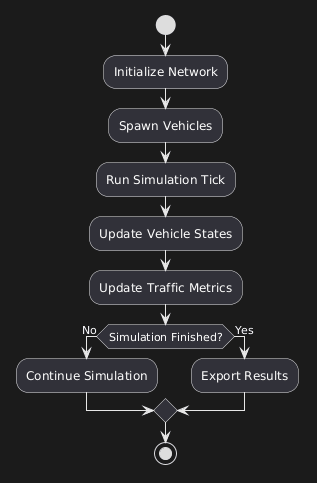 Initialize Network
Spawn Vehicles
Run Simulation Tick
Update Vehicle States
Update Traffic Metrics
Simulation Finished?
No
Yes
Continue Simulation
Export Results